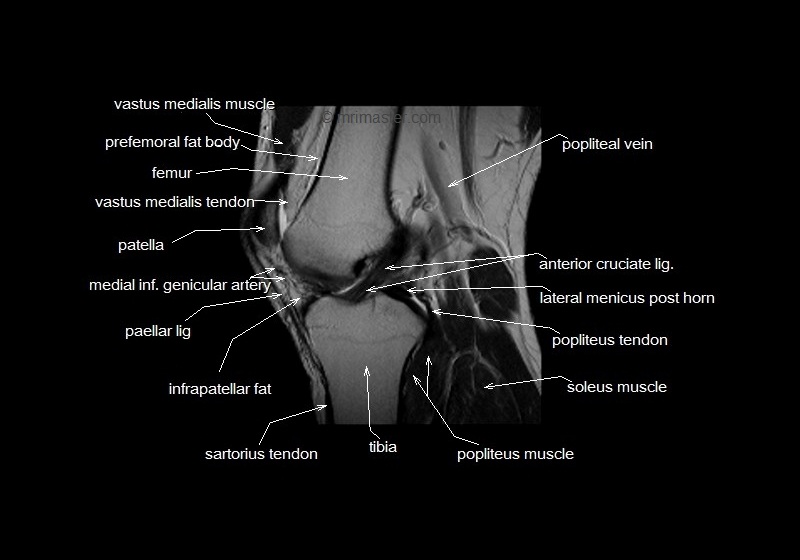 vastus medialis muscle
© mrimaster.com
prefemoral fat body
popliteal vein
femur
vastus medialis tendon
patella
anterior cruciate lig.
medial inf. genicular artery
lateral menicus post horn
paellar lig
popliteus tendon
infrapatellar fat
soleus muscle
sartorius tendon
tibia
popliteus muscle